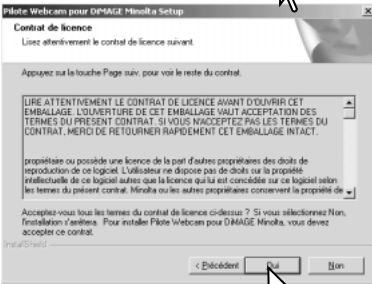 Pilote Webcam pour DiMAGE Minolta Setup
Contrat de licence
Lisez attentivement le contrat de licence suivant
Appuyez sur la touche Page suiv. pour voir le reste du contrat.
LIRE ATTENTIVEMENT LE CONTRAT DE LICENCE AVANT D'OUVRIR CET
EMBALLAGE. L'OUVERTURE DE CET EMBALLAGE VAUT ACCEPTATION DES
TERMES DU PRESENT CONTRAT. SI VOUS N'ACCEPTEZ PAS LES TERMES DU
CONTRAT, MERCI DE RETOURNER RAPIDEMENT CET EMBALLAGE INTACT.
propriétaire ou possède une licence de la part d'autres propriétaires des droits de
reproduction de ce logiciel. L'utilisateur ne dispose pas de droits sur la propriété
intellectuelle de ce logiciel autres que la licence qui lui est concédée sur ce logiciel selon
les termes du présent contrat. Minolta ou les autres propriétaires conservent la propriété de
Acceptez-vous tous les termes du contrat de licence ci-dessus ? Si vous sélectionnez Non,
l'installation s'arrêtera. Pour installer Pilote Webcam pour DiMAGE Minolta, vous devez
accepter ce contrat.
InstallShield
< Précédent
Oui
Non